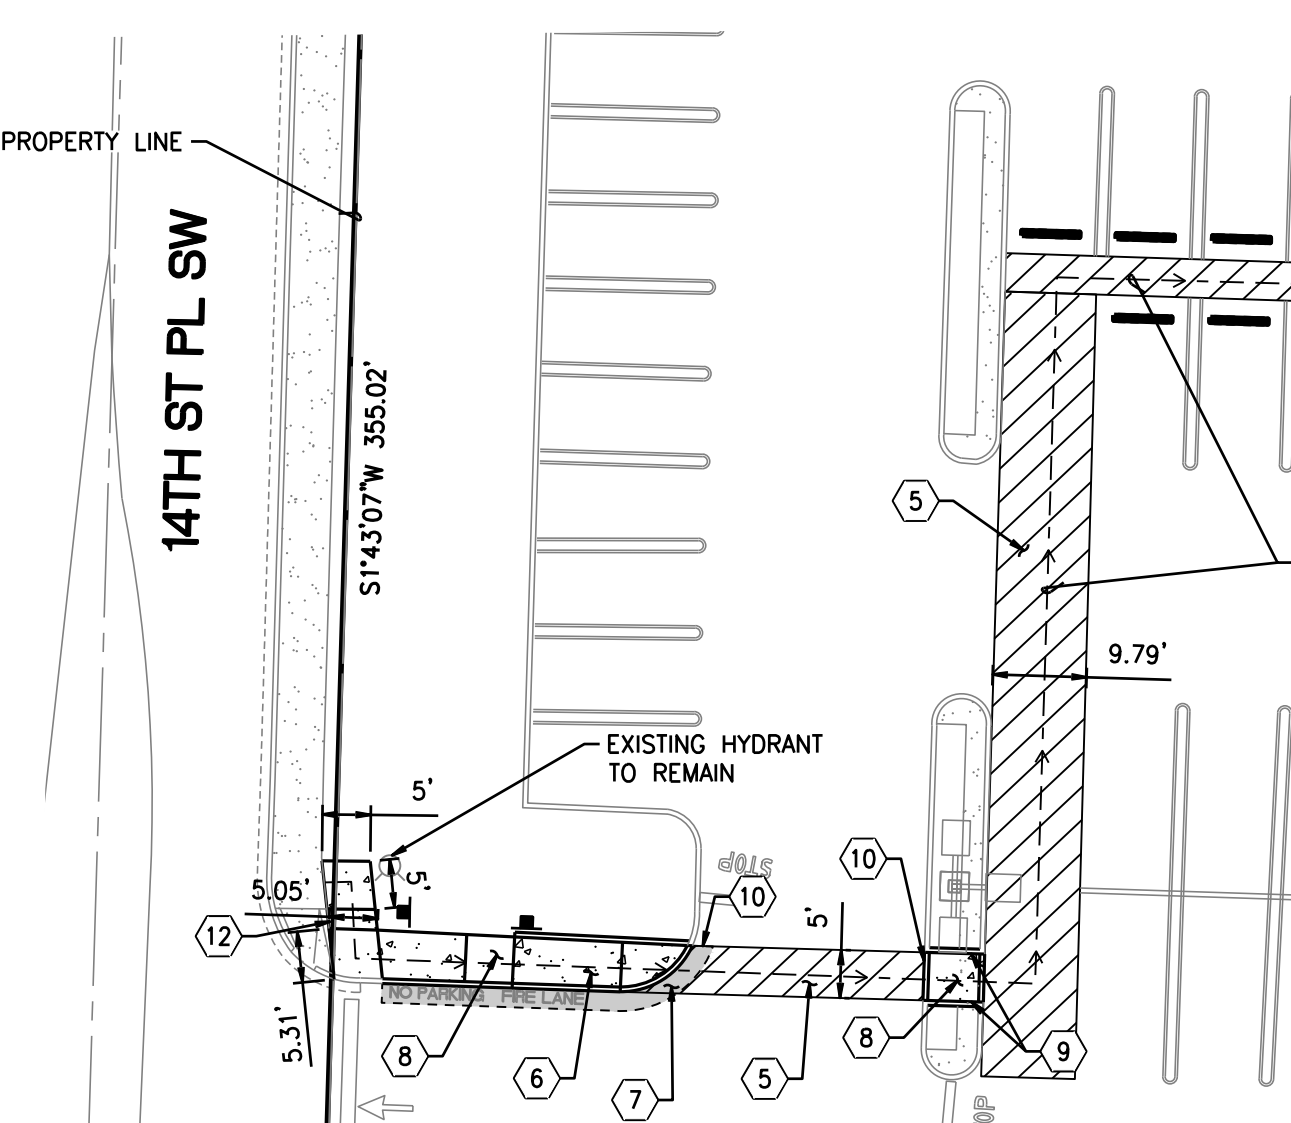 PROPERTY LINE
14TH ST PL SW
S1°43'07"W 355.02'
5
9.79'
EXISTING HYDRANT
TO REMAIN
5'
STOP
10
5.05'
5'
10
5'
12
NO PARKING FIRE LANE
5.31'
8
6
7
5
8
9
OP